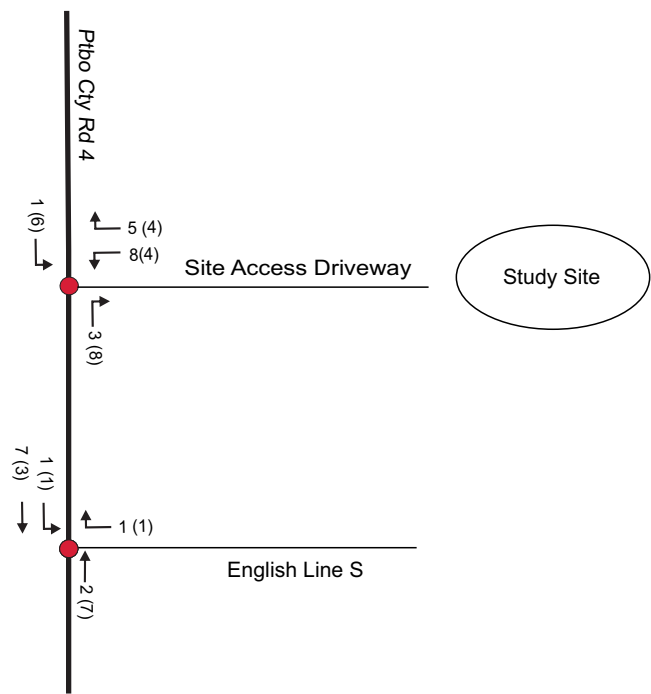 Ptbo Cty Rd 4
1 (6)
5 (4)
8(4)
Site Access Driveway
Study Site
3 (8)
7 (3)
1 (1)
1 (1)
English Line S
2 (7)